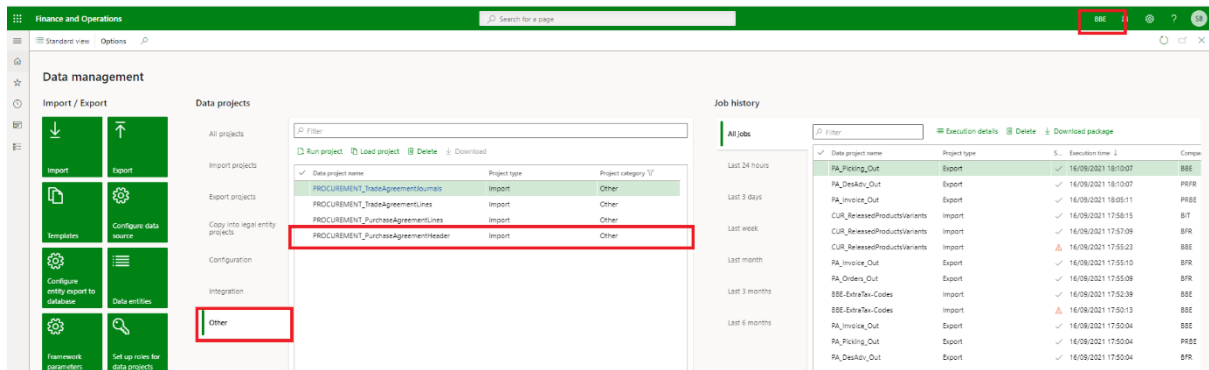 Finance and Operations
Search for a page
BBE
?
SB
Standard view Options
Data management
Import / Export
Import
Export
Templates
Configure data source
Configure entity export to database
Data entities
Framework parameters
Set up roles for data projects
Data projects
All projects
Import projects
Export projects
Copy into legal entity projects
Configuration
Integration
Other
Filter
Run project Load project Delete Download
Data project name Project type Project category
PROCUREMENT_TradeAgreementJournals Import Other
PROCUREMENT_TradeAgreementLines Import Other
PROCUREMENT_PurchaseAgreementLines Import Other
PROCUREMENT_PurchaseAgreementHeader Import Other
Job history
All jobs
Last 24 hours
Last 3 days
Last week
Last month
Last 3 months
Last 6 months
Filter Execution details Delete Download package
Data project name Project type S... Execution time Compa
PA_Picking_Out Export 16/09/2021 18:10:07 BBE
PA_DesAdv_Out Export 16/09/2021 18:10:07 PRFR
PA_Invoice_Out Export 16/09/2021 18:05:11 PRBE
CUR_ReleasedProductsVariants Import 16/09/2021 17:58:15 BIT
CUR_ReleasedProductsVariants Import 16/09/2021 17:57:09 BFR
CUR_ReleasedProductsVariants Import 16/09/2021 17:55:23 BBE
PA_Invoice_Out Export 16/09/2021 17:55:10 BFR
PA_Orders_Out Export 16/09/2021 17:55:09 BFR
BBE-ExtraTax-Codes Import 16/09/2021 17:52:39 BBE
BBE-ExtraTax-Codes Import 16/09/2021 17:50:13 BBE
PA_Invoice_Out Export 16/09/2021 17:50:04 BBE
PA_Picking_Out Export 16/09/2021 17:50:04 PRBE
PA_DesAdv_Out Export 16/09/2021 17:50:04 BFR